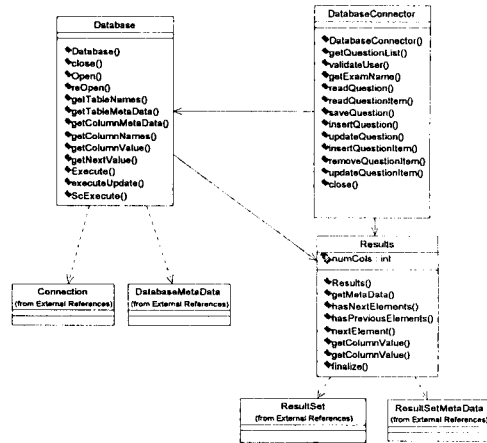 Database
Database()
close()
Open()
reOpen()
getTableNames()
getTableMetaData()
getColumnMetaData()
getColumnNames()
getColumnValue()
getNextValue()
Execute()
executeUpdate()
ScExecute()
DatabaseConnector
DatabaseConnector()
getQuestionList()
validateUser()
getExamName()
readQuestion()
readQuestionItem()
saveQuestion()
insertQuestion()
updateQuestion()
insertQuestionItem()
removeQuestionItem()
updateQuestionItem()
close()
Results
numCols : int
Results()
getMetaData()
hasNextElements()
hasPreviousElements()
nextElement()
getColumnValue()
getColumnValue()
finalize()
Connection
(from External References)
DatabaseMetaData
(from External References)
ResultSet
(from External References)
ResultSetMetaData
(from External References)